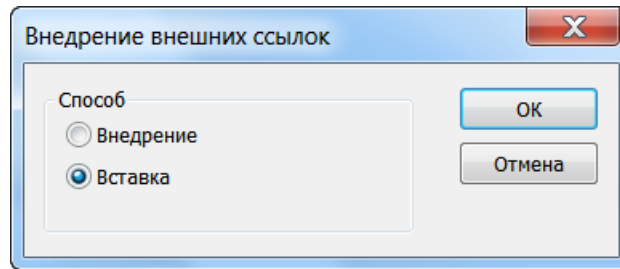 Внедрение внешних ссылок
Способ
Внедрение
Вставка
ОК
Отмена